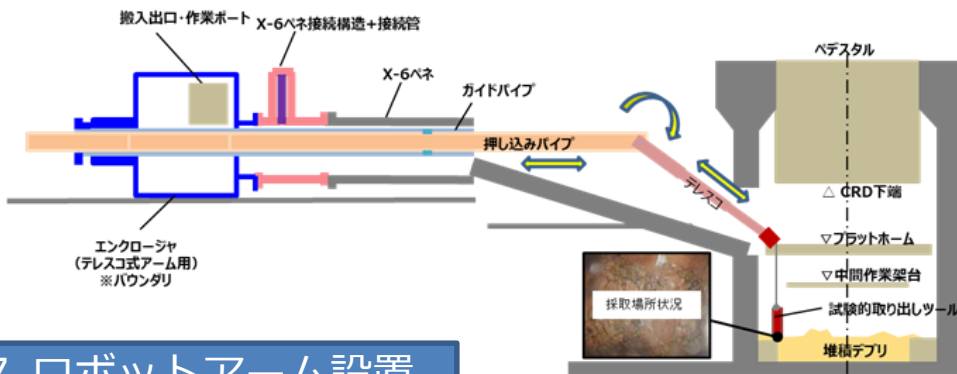 搬入出口・作業ポート
X-6ペネ接続構造+接続管
X-6ペネ
ガイドパイプ
ペデスタル
押し込みパイプ
テレスコ
△ CRD下端
▽プラットホーム
▽中間作業架台
試験的取り出しツール
堆積デブリ
採取場所状況
エンクロージャ
(テレスコ式アーム用)
※バウンダリ
ロボットアーム設置